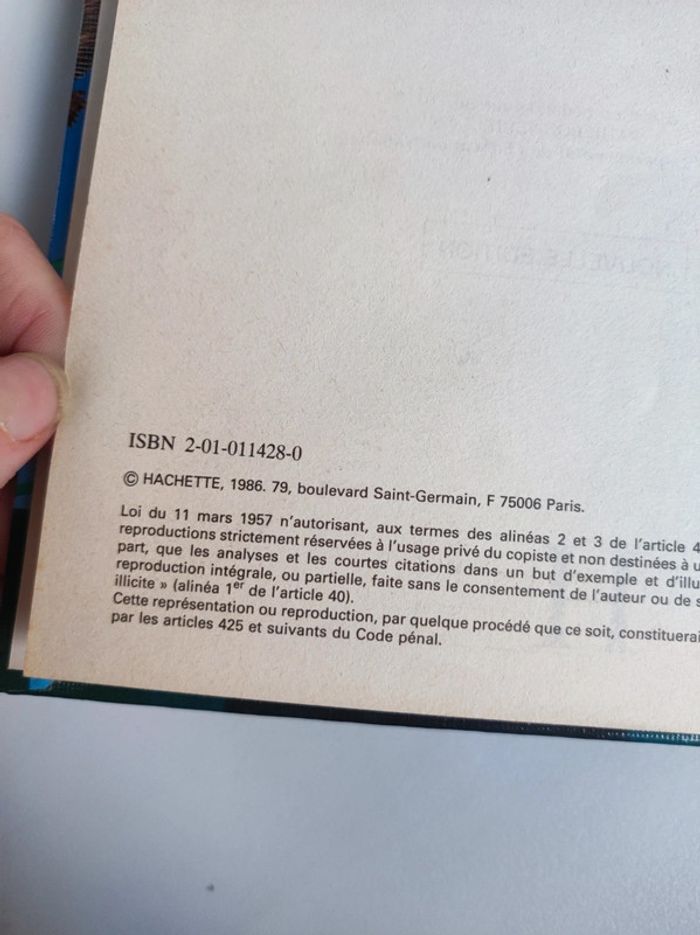 ISBN 2-01-011428-0
© HACHETTE, 1986. 79, boulevard Saint-Germain, F 75006 Paris.
Loi du 11 mars 1957 n'autorisant, aux termes des alinéas 2 et 3 de l'article 4
reproductions strictement réservées à l'usage privé du copiste et non destinées à u
part, que les analyses et les courtes citations dans un but d'exemple et d'illu
reproduction intégrale, ou partielle, faite sans le consentement de l'auteur ou de s
illicite » (alinéa 1er de l'article 40).
Cette représentation ou reproduction, par quelque procédé que ce soit, constituerai
par les articles 425 et suivants du Code pénal.